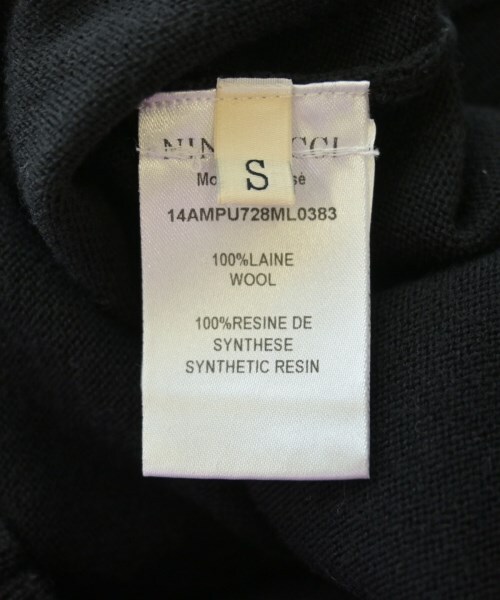 S
14AMPU728ML0383
100%LAINE
WOOL
100%RESINE DE
SYNTHESE
SYNTHETIC RESIN